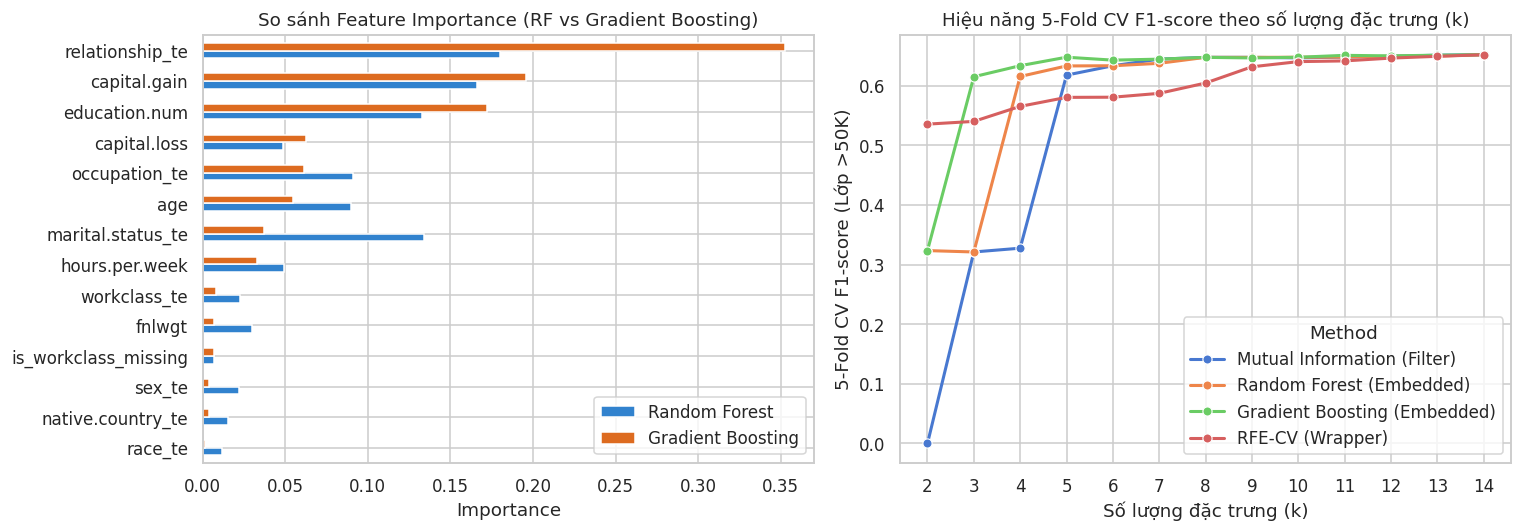 So sánh Feature Importance (RF vs Gradient Boosting)
relationship_te
capital.gain
education.num
capital.loss
occupation_te
age
marital.status_te
hours.per.week
workclass_te
fnlwgt
is_workclass_missing
sex_te
native.country_te
race_te
Random Forest
Gradient Boosting
0.00 0.05 0.10 0.15 0.20 0.25 0.30 0.35
Importance
Hiệu năng 5-Fold CV F1-score theo số lượng đặc trưng (k)
5-Fold CV F1-score (Lớp >50K)
0.6
0.5
0.4
0.3
0.2
0.1
0.0
Method
Mutual Information (Filter)
Random Forest (Embedded)
Gradient Boosting (Embedded)
RFE-CV (Wrapper)
2 3 4 5 6 7 8 9 10 11 12 13 14
Số lượng đặc trưng (k)